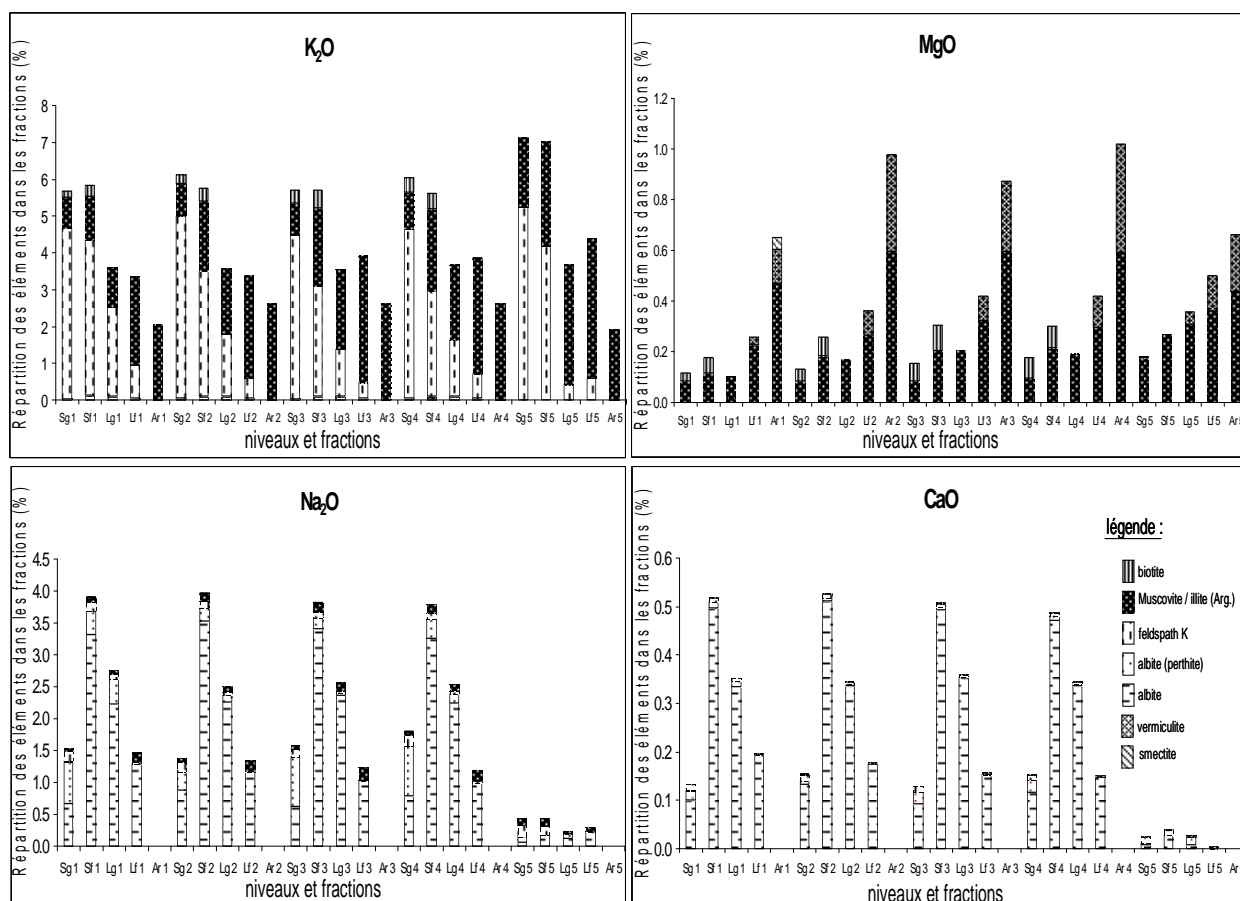 K₂O
Répartition des éléments dans les fractions (%)
8
7
6
5
4
3
2
1
0
Sg1 Sf1 Lg1 Lf1 Ar1 Sg2 Sf2 Lg2 Lf2 Ar2 Sg3 Sf3 Lg3 Lf3 Ar3 Sg4 Sf4 Lg4 Lf4 Ar4 Sg5 Sf5 Lg5 Lf5 Ar5
niveaux et fractions
MgO
Répartition des éléments dans les fractions (%)
1.2
1.0
0.8
0.6
0.4
0.2
0.0
Sg1 Sf1 Lg1 Lf1 Ar1 Sg2 Sf2 Lg2 Lf2 Ar2 Sg3 Sf3 Lg3 Lf3 Ar3 Sg4 Sf4 Lg4 Lf4 Ar4 Sg5 Sf5 Lg5 Lf5 Ar5
niveaux et fractions
Na₂O
Répartition des éléments dans les fractions (%)
4.5
4.0
3.5
3.0
2.5
2.0
1.5
1.0
0.5
0.0
Sg1 Sf1 Lg1 Lf1 Ar1 Sg2 Sf2 Lg2 Lf2 Ar2 Sg3 Sf3 Lg3 Lf3 Ar3 Sg4 Sf4 Lg4 Lf4 Ar4 Sg5 Sf5 Lg5 Lf5 Ar5
niveaux et fractions
CaO
Répartition des éléments dans les fractions (%)
0.6
0.5
0.4
0.3
0.2
0.1
0.0
Sg1 Sf1 Lg1 Lf1 Ar1 Sg2 Sf2 Lg2 Lf2 Ar2 Sg3 Sf3 Lg3 Lf3 Ar3 Sg4 Sf4 Lg4 Lf4 Ar4 Sg5 Sf5 Lg5 Lf5 Ar
niveaux et fractions
légende :
biotite
Muscovite / illite (Arg.)
feldspath K
albite (perthite)
albite
vermiculite
smectite